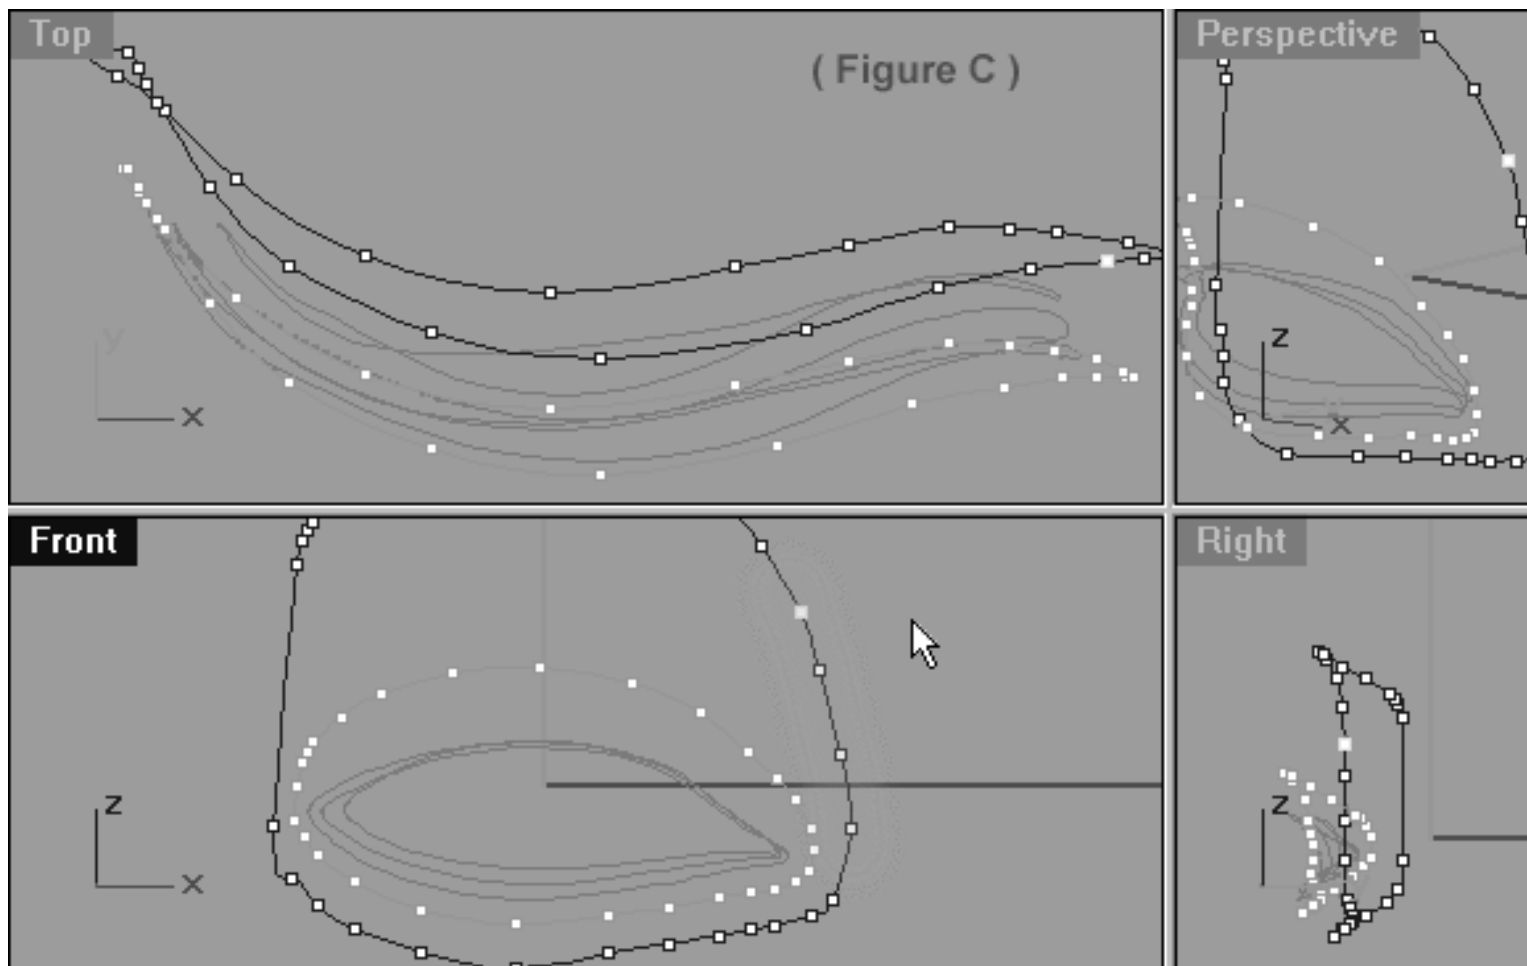 Top
( Figure C )
Perspective
y
x
z
x
Front
Right
z
x
z
x